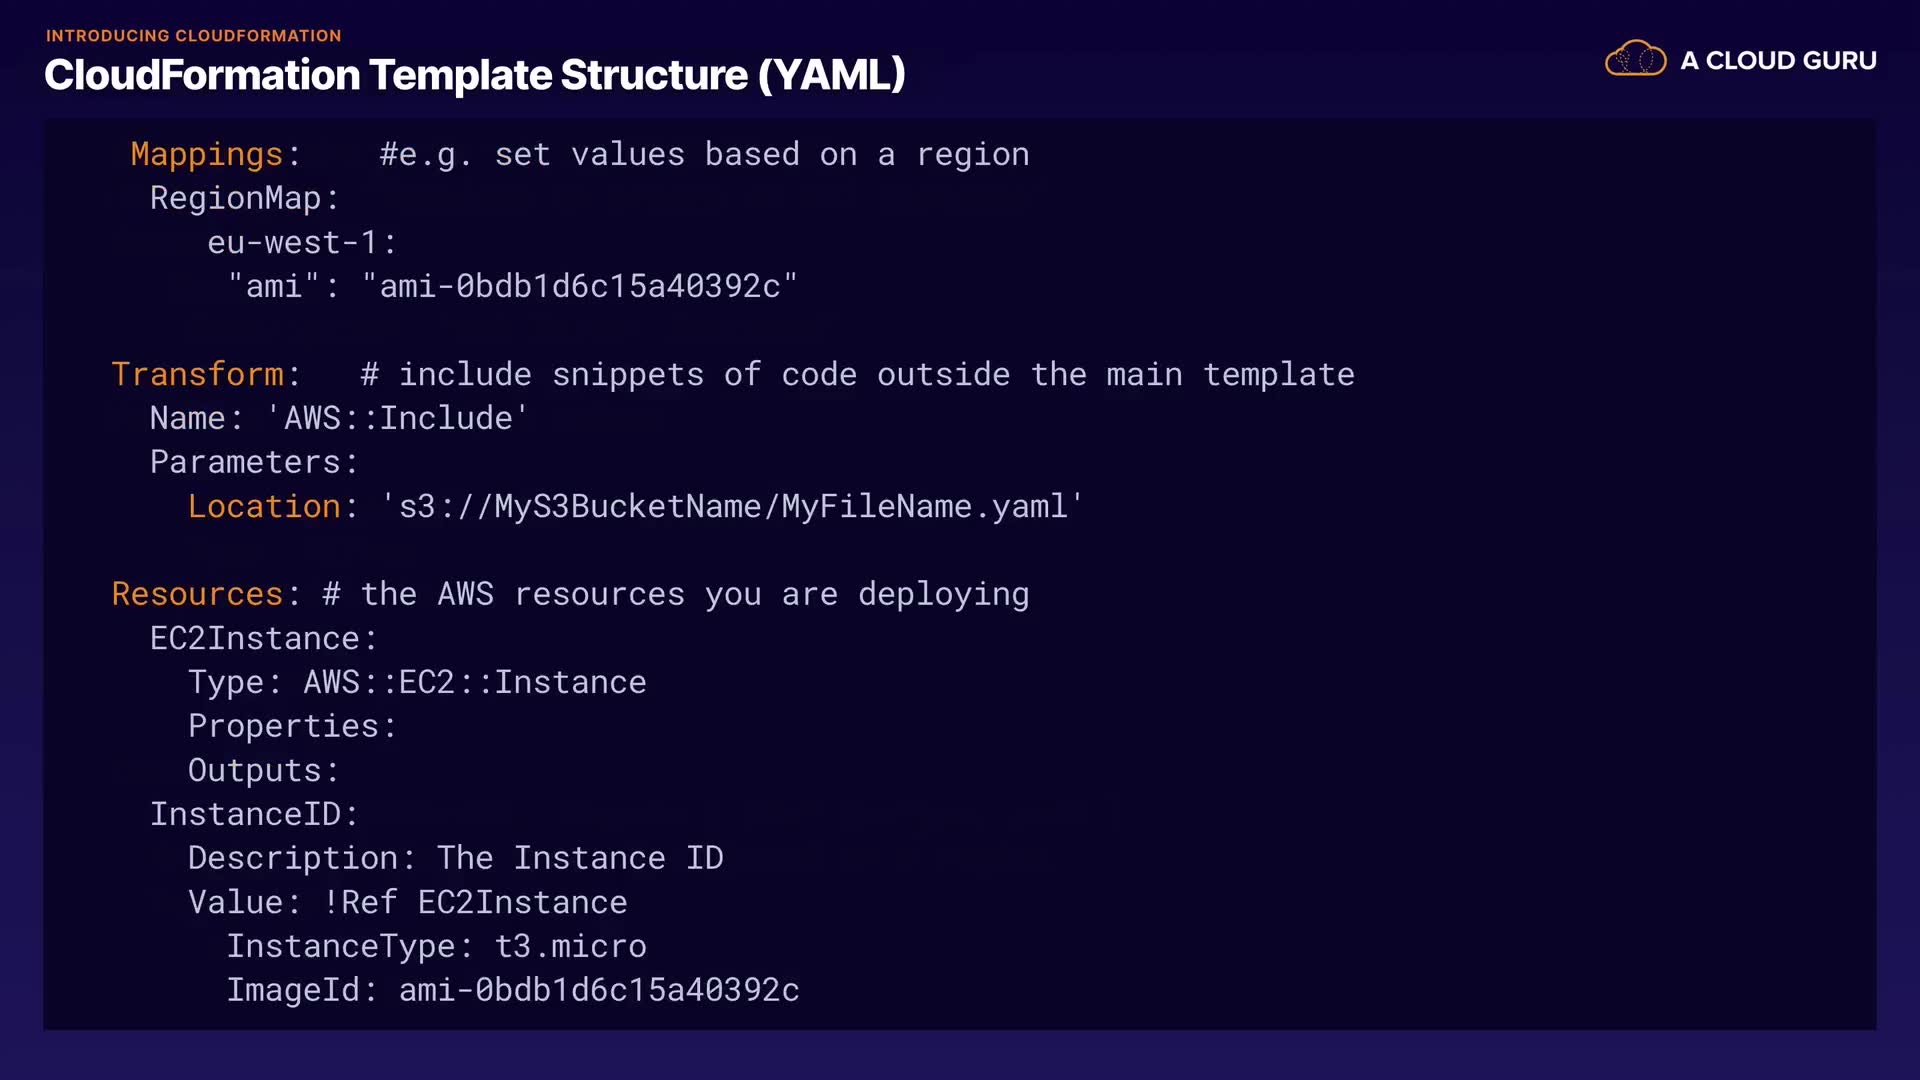 INTRODUCING CLOUDFORMATION
CloudFormation Template Structure (YAML)
A CLOUD GURU
Mappings:    #e.g. set values based on a region
RegionMap:
eu-west-1:
"ami": "ami-0bdb1d6c15a40392c"
Transform:   # include snippets of code outside the main template
Name: 'AWS::Include'
Parameters:
Location: 's3://MyS3BucketName/MyFileName.yaml'
Resources: # the AWS resources you are deploying
EC2Instance:
Type: AWS::EC2::Instance
Properties:
Outputs:
InstanceID:
Description: The Instance ID
Value: !Ref EC2Instance
InstanceType: t3.micro
ImageId: ami-0bdb1d6c15a40392c